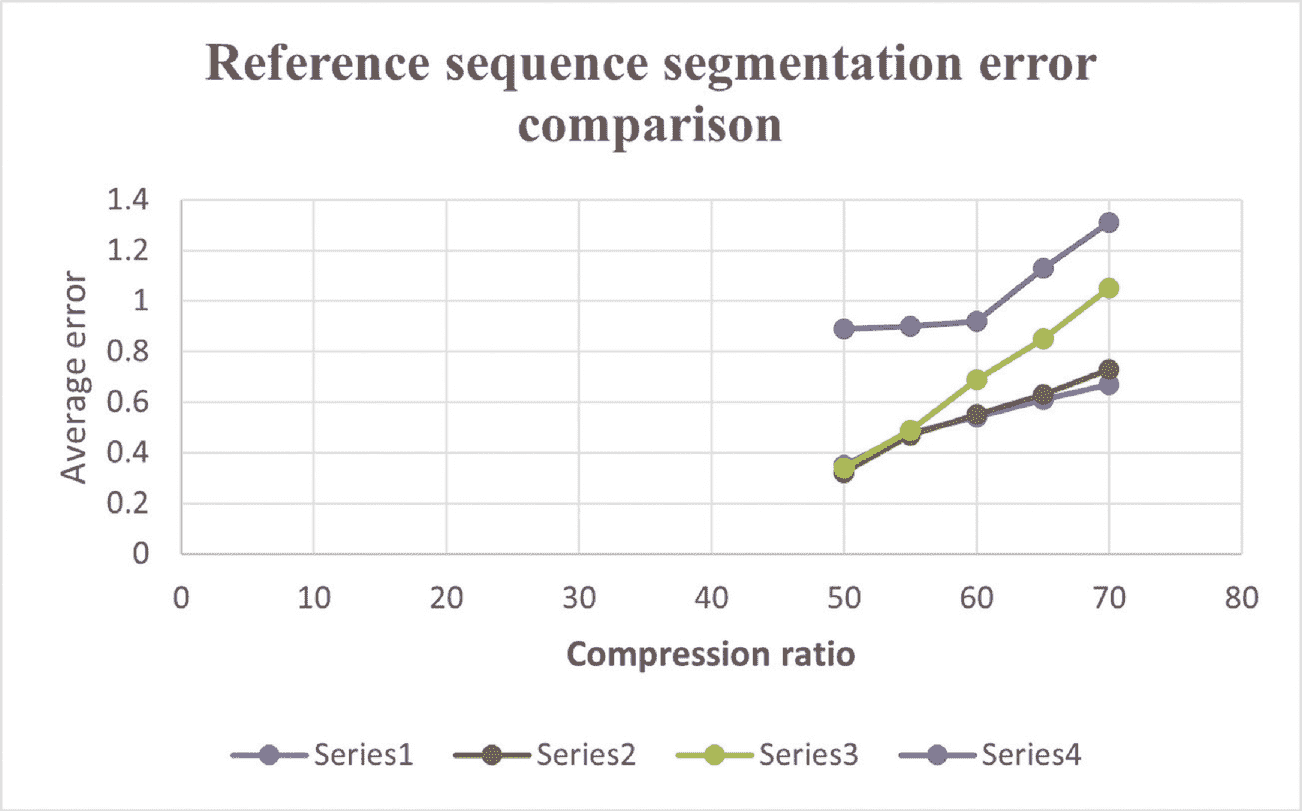 Reference sequence segmentation error
comparison
1.4
1.2
1
0.8
0.6
0.4
0.2
0
Average error
0 10 20 30 40 50 60 70 80
Compression ratio
Series1 Series2 Series3 Series4